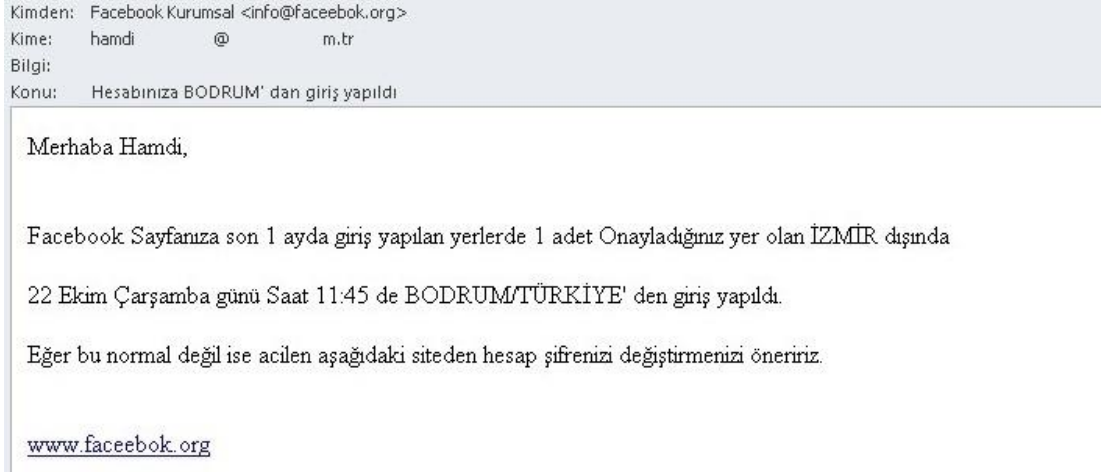 Kimden: Facebook Kurumsal <info@faceebok.org>
Kime: hamdi @ m.tr
Bilgi:
Konu: Hesabınıza BODRUM' dan giriş yapıldı
Merhaba Hamdi,
Facebook Sayfanıza son 1 ayda giriş yapılan yerlerde 1 adet Onayladığınız yer olan İZMİR dışında
22 Ekim Çarşamba günü Saat 11:45 de BODRUM/TÜRKİYE' den giriş yapıldı.
Eğer bu normal değil ise acilen aşağıdaki siteden hesap şifrenizi değiştirmenizi öneririz.
www.faceebok.org